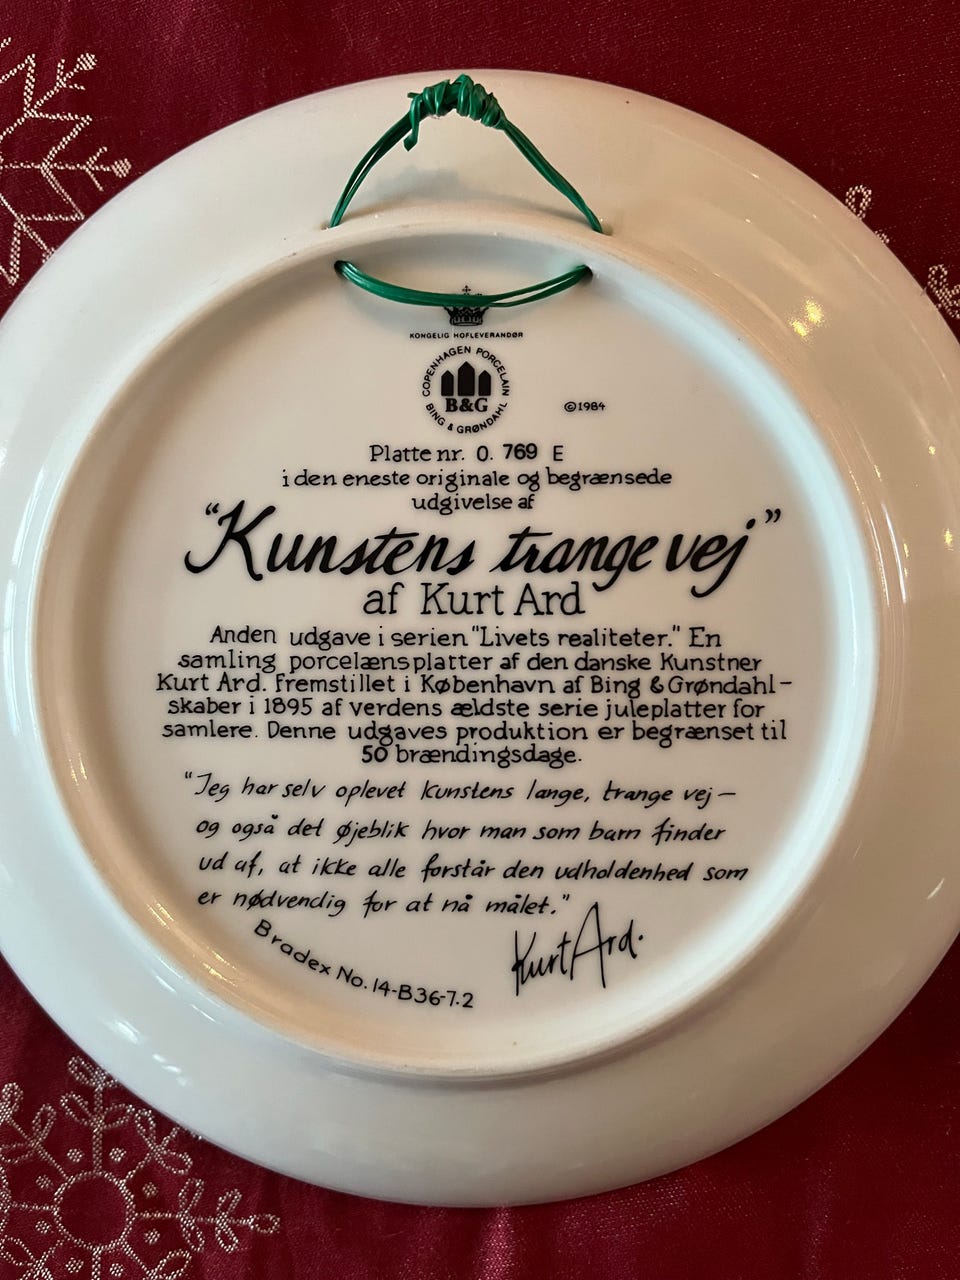 KONGELIG HOFLEVERANDØR
COPENHAGEN PORCELAIN
B&G
BING & GRØNDAHL
©1984
Platte nr. 0. 769 E
i den eneste originale og begrænsede
udgivelse af
"Kunstens trange vej"
af Kurt Ard
Anden udgave i serien "Livets realiteter." En
samling porcelænsplatter af den danske Kunstner
Kurt Ard. Fremstillet i København af Bing & Grøndahl-
skaber i 1895 af verdens ældste serie juleplatter for
samlere. Denne udgaves produktion er begrænset til
50 brændingsdage.
"Jeg har selv oplevet kunstens lange, trange vej —
og også det øjeblik hvor man som barn finder
ud af, at ikke alle forstår den udholdenhed som
er nødvendig for at nå målet."
Kurt Ard.
Bradex No. 14-B36-7.2